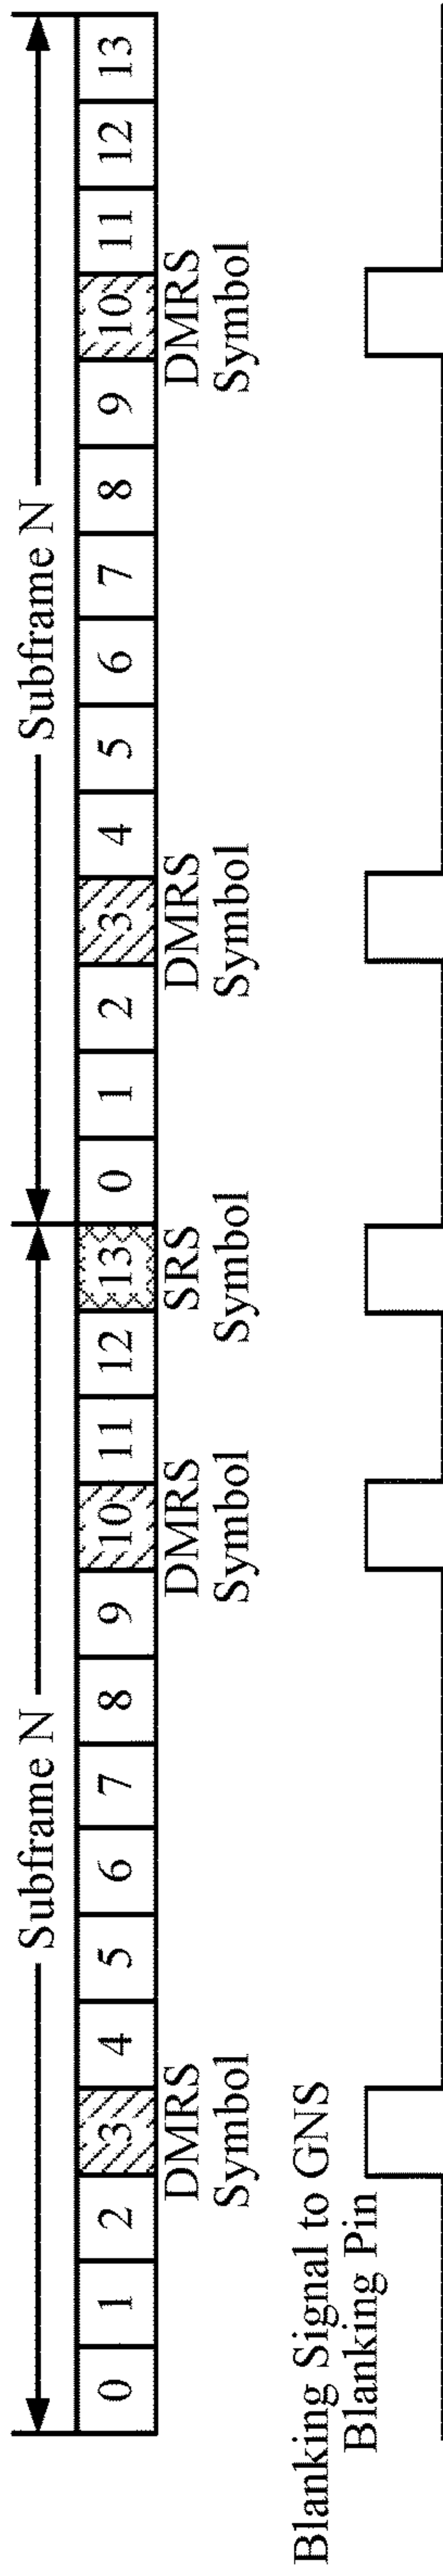 Subframe N Subframe N
0 1 2 3 4 5 6 7 8 9 10 11 12 13 0 1 2 3 4 5 6 7 8 9 10 11 12 13
DMRS DMRS SRS DMRS DMRS
Symbol Symbol Symbol Symbol Symbol
Blanking Signal to GNS
Blanking Pin